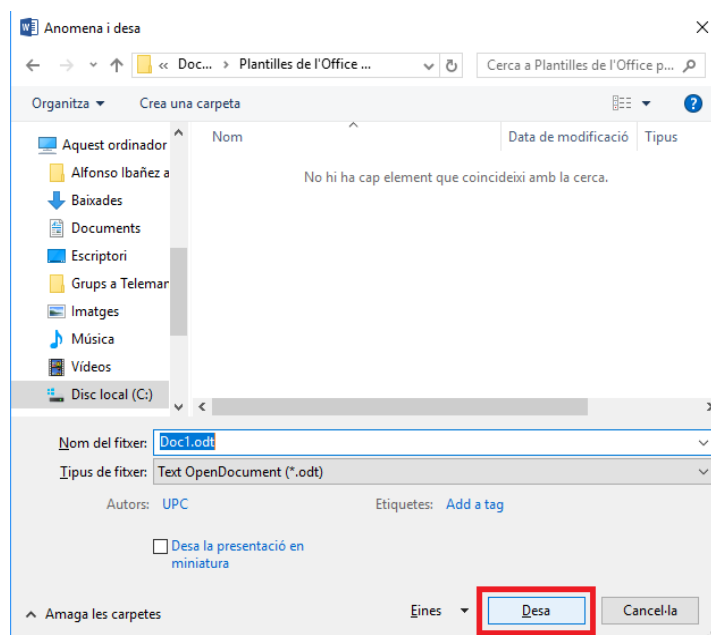 Anomena i desa
« Doc... › Plantilles de l'Office ...
Cerca a Plantilles de l'Office p...
Organitza
Crea una carpeta
Nom
Data de modificació
Tipus
Aquest ordinador
Alfonso Ibañez a
No hi ha cap element que coincideixi amb la cerca.
Baixades
Documents
Escriptori
Grups a Teleman
Imatges
Música
Vídeos
Disc local (C:)
Nom del fitxer: Doc1.odt
Tipus de fitxer: Text OpenDocument (*.odt)
Autors: UPC
Etiquetes: Add a tag
Desa la presentació en
miniatura
Amaga les carpetes
Eines
Desa
Cancel·la